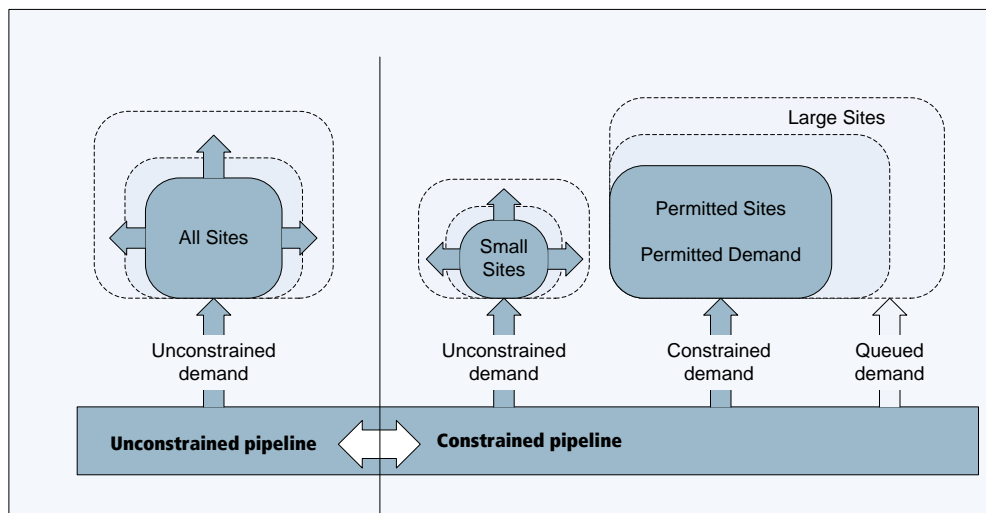 Large Sites
All Sites
Small
Sites
Permitted Sites
Permitted Demand
Unconstrained
demand
Unconstrained
demand
Constrained
demand
Queued
demand
Unconstrained pipeline
Constrained pipeline